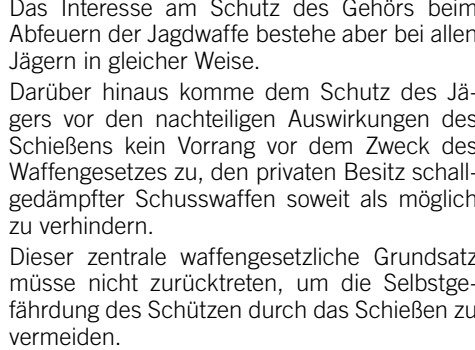 Das Interesse am Schutz des Gehörs beim
Abfeuern der Jagdwaffe bestehe aber bei allen
Jägern in gleicher Weise.
Darüber hinaus komme dem Schutz des Jä-
gers vor den nachteiligen Auswirkungen des
Schießens kein Vorrang vor dem Zweck des
Waffengesetzes zu, den privaten Besitz schall-
gedämpfter Schusswaffen soweit als möglich
zu verhindern.
Dieser zentrale waffengesetzliche Grundsatz
müsse nicht zurücktreten, um die Selbstge-
fährdung des Schützen durch das Schießen zu
vermeiden.